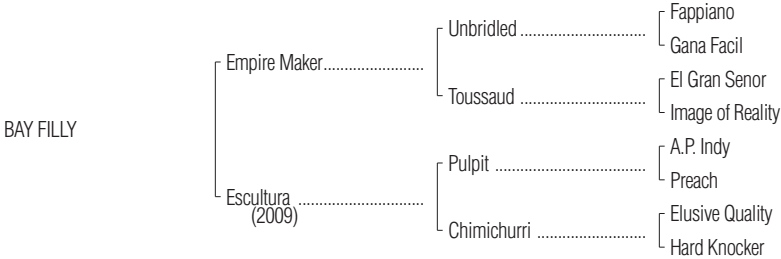 Fappiano
Unbridled ..................................
Gana Facil
Empire Maker...........................
El Gran Senor
Toussaud ..................................
Image of Reality
BAY FILLY
A.P. Indy
Pulpit .........................................
Preach
Escultura ..................................
(2009)
Elusive Quality
Chimichurri .............................
Hard Knocker